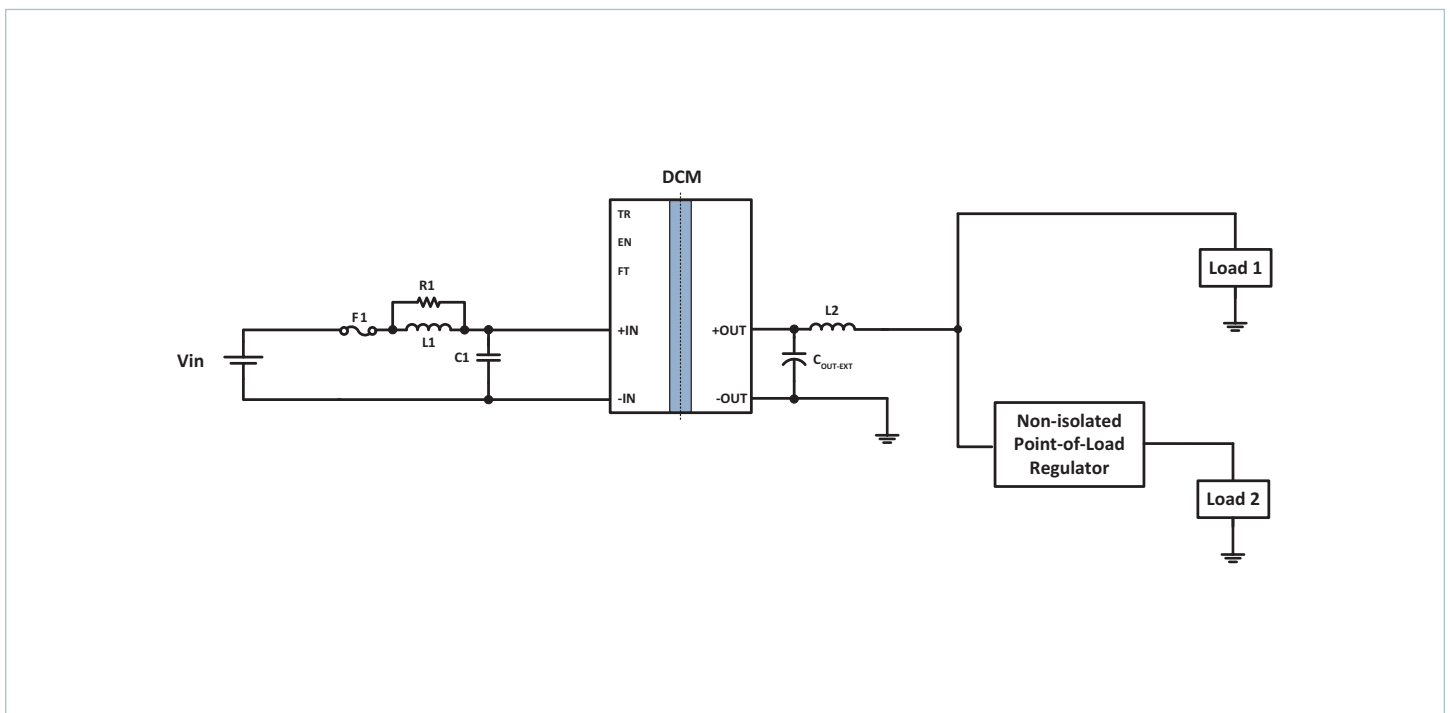 DCM
TR
EN
FT
R1
F1
L1
C1
Vin
+IN
-IN
+OUT
-OUT
L2
COUT-EXT
Load 1
Non-isolated
Point-of-Load
Regulator
Load 2